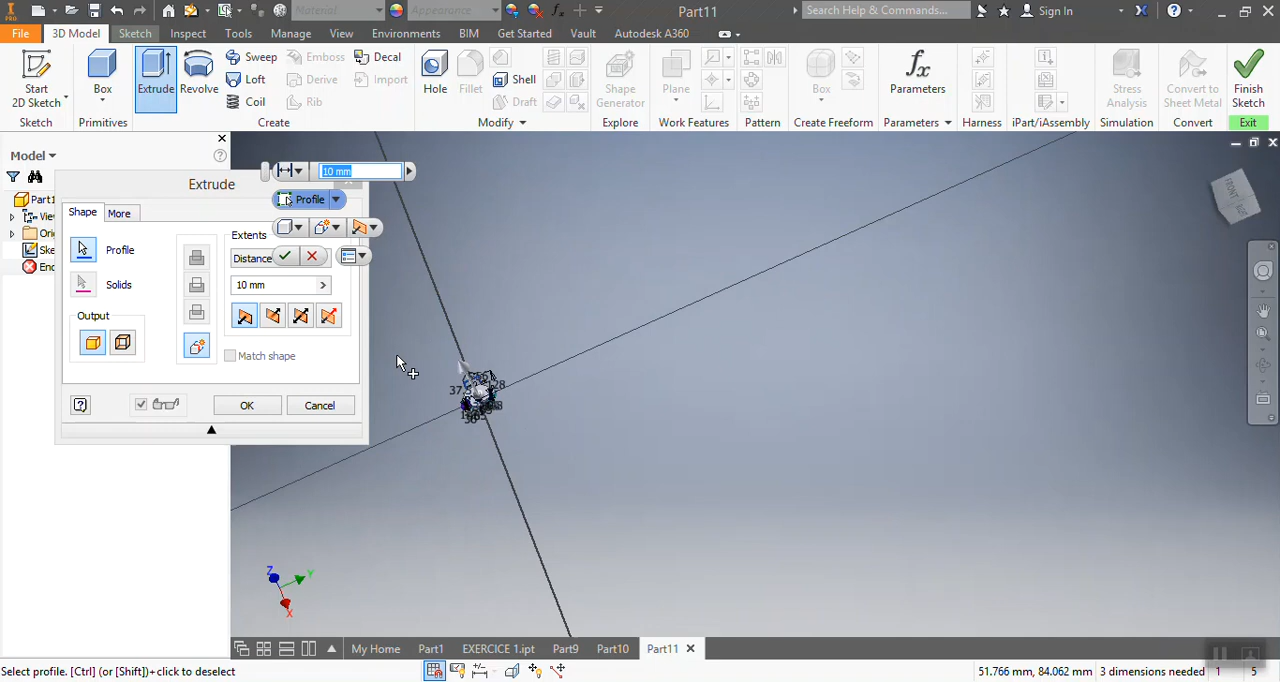 PRO
Material
Appearance
Part11
Search Help & Commands...
Sign In
File
3D Model
Sketch
Inspect
Tools
Manage
View
Environments
BIM
Get Started
Vault
Autodesk A360
Start
2D Sketch
Box
Extrude
Revolve
Sweep
Loft
Coil
Emboss
Derive
Rib
Decal
Import
Hole
Fillet
Shell
Draft
Shape
Generator
Plane
Box
fx
Parameters
Stress
Analysis
Convert to
Sheet Metal
Finish
Sketch
Sketch
Primitives
Create
Modify
Explore
Work Features
Pattern
Create Freeform
Parameters
Harness
iPart/iAssembly
Simulation
Convert
Exit
Model
Part1
Extrude
10 mm
Profile
Shape
More
Profile
Solids
Output
Extents
Distance
10 mm
Match shape
OK
Cancel
FRONT
Z
Y
X
My Home
Part1
EXERCICE 1.ipt
Part9
Part10
Part11
Select profile. [Ctrl] (or [Shift])+click to deselect
51.766 mm, 84.062 mm
3 dimensions needed
1
5